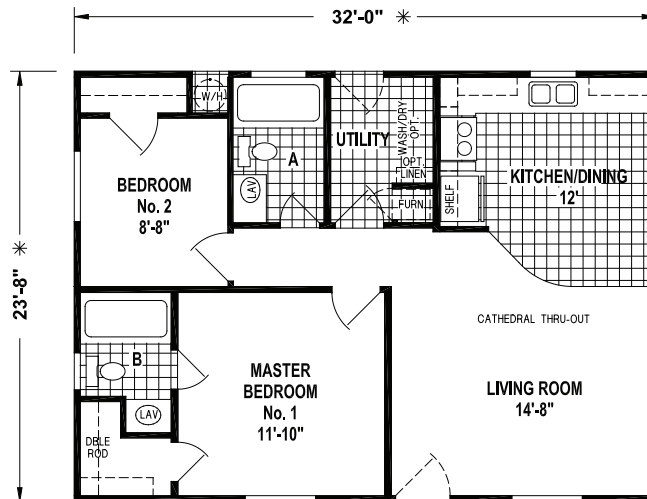 32'-0" ✳
23'-8" ✳
W/H
A
LAV
UTILITY
WASH/DRY
OPT.
OPT.
LINEN
FURN.
SHELF
KITCHEN/DINING
12'
BEDROOM
No. 2
8'-8"
CATHEDRAL THRU-OUT
B
LAV
DBLE
ROD
MASTER
BEDROOM
No. 1
11'-10"
LIVING ROOM
14'-8"